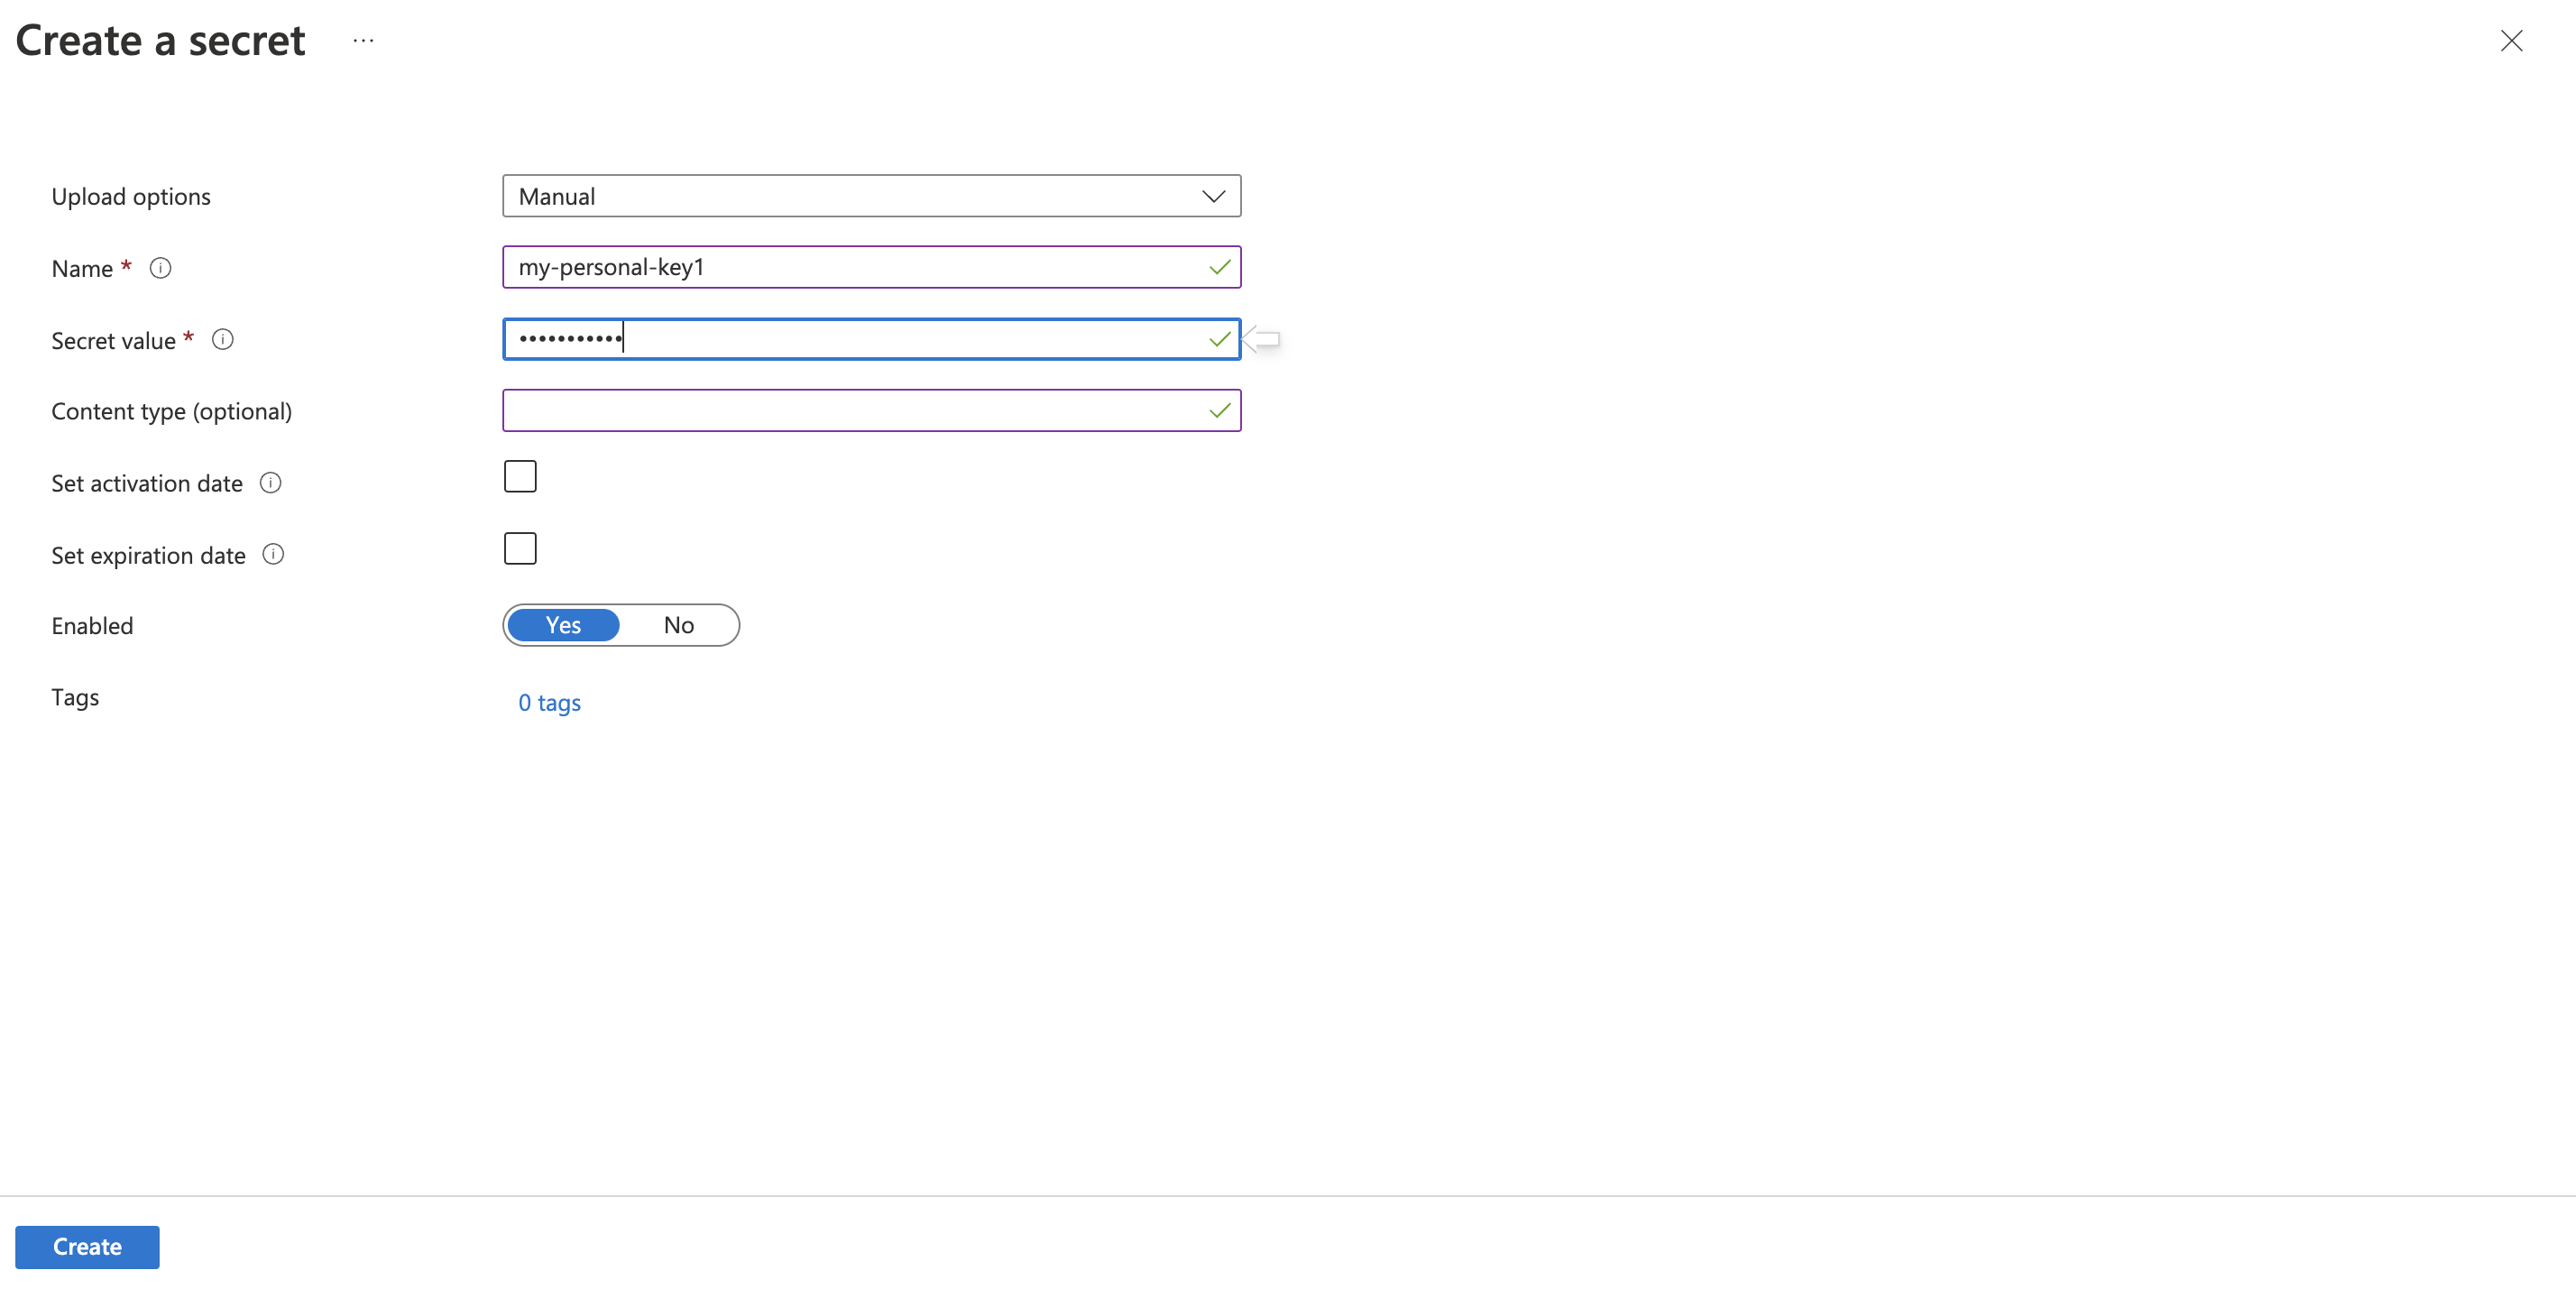 Create a secret ...
Upload options Manual
Name * my-personal-key1
Secret value * •••••••••••
Content type (optional)
Set activation date
Set expiration date
Enabled Yes No
Tags 0 tags
Create